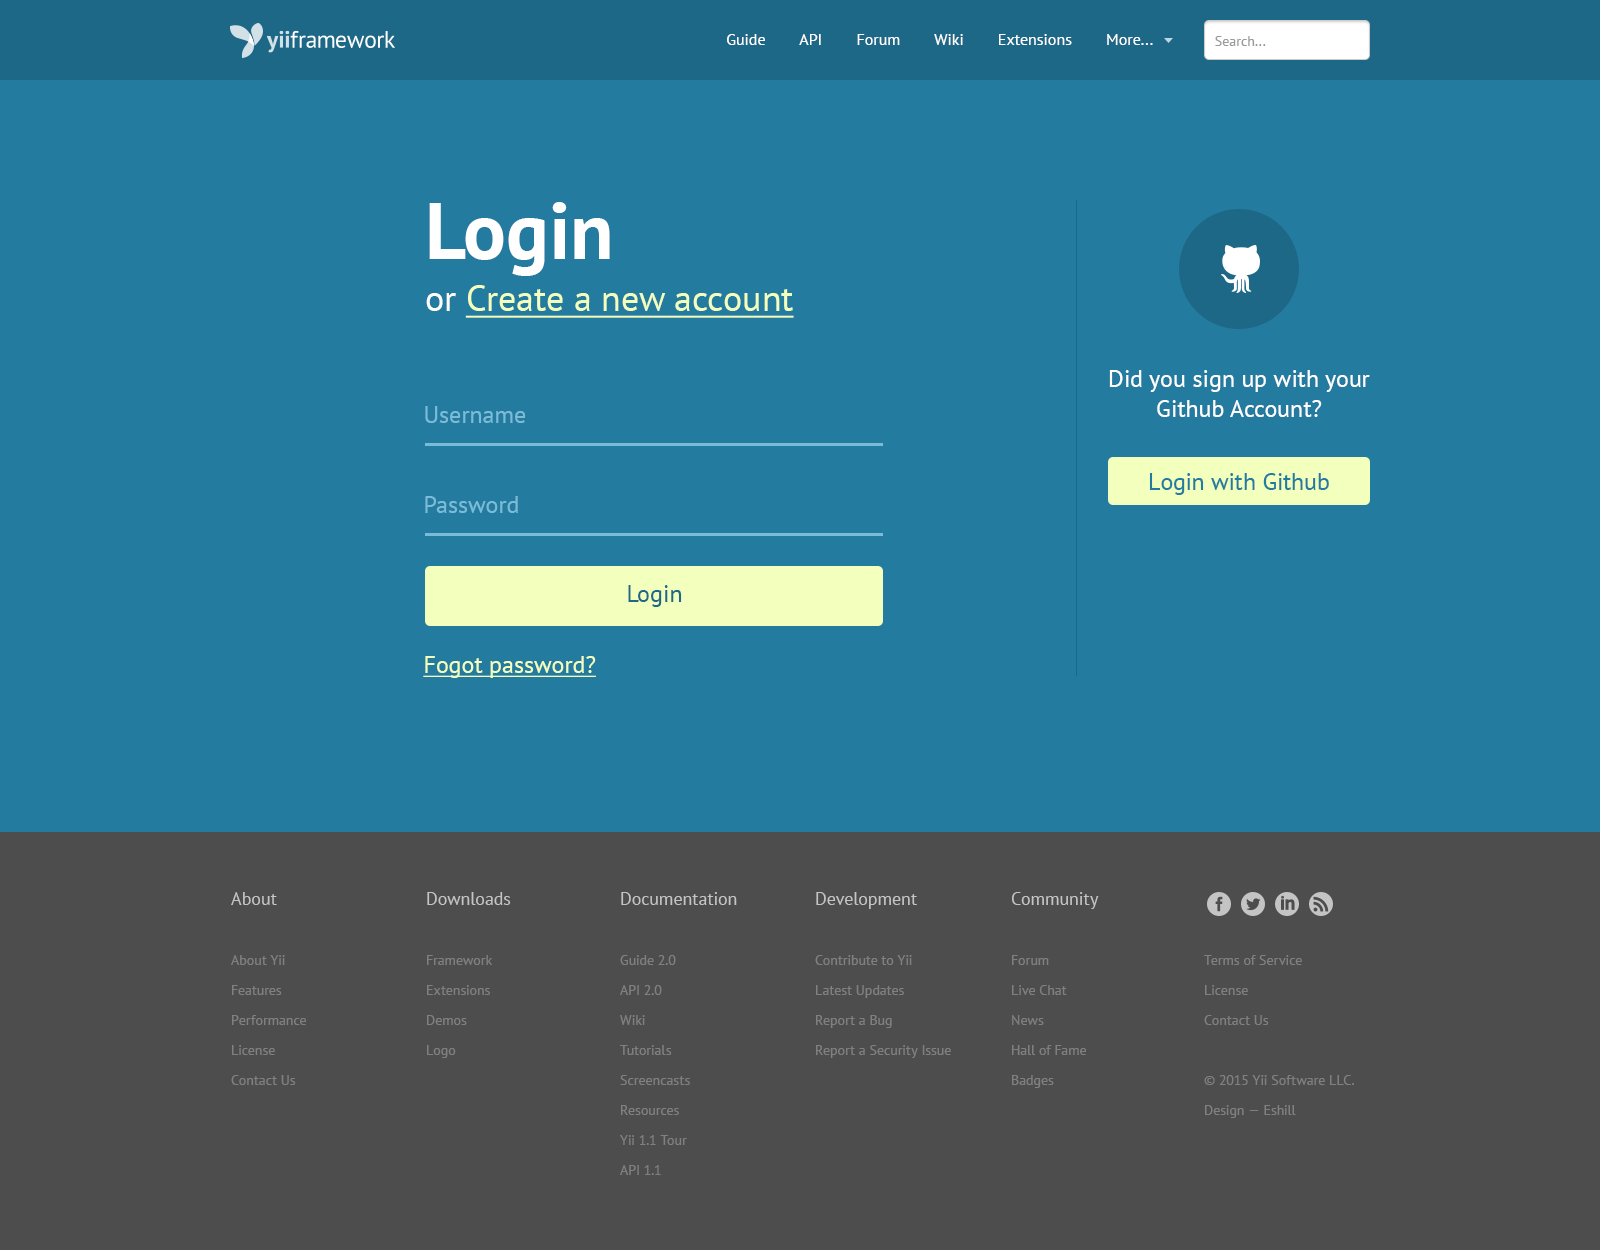 yiiframework
Guide API Forum Wiki Extensions More... Search...
Login
or Create a new account
Username
Password
Login
Fogot password?
Did you sign up with your
Github Account?
Login with Github
About
About Yii
Features
Performance
License
Contact Us
Downloads
Framework
Extensions
Demos
Logo
Documentation
Guide 2.0
API 2.0
Wiki
Tutorials
Screencasts
Resources
Yii 1.1 Tour
API 1.1
Development
Contribute to Yii
Latest Updates
Report a Bug
Report a Security Issue
Community
Forum
Live Chat
News
Hall of Fame
Badges
f in
Terms of Service
License
Contact Us
© 2015 Yii Software LLC.
Design — Eshill